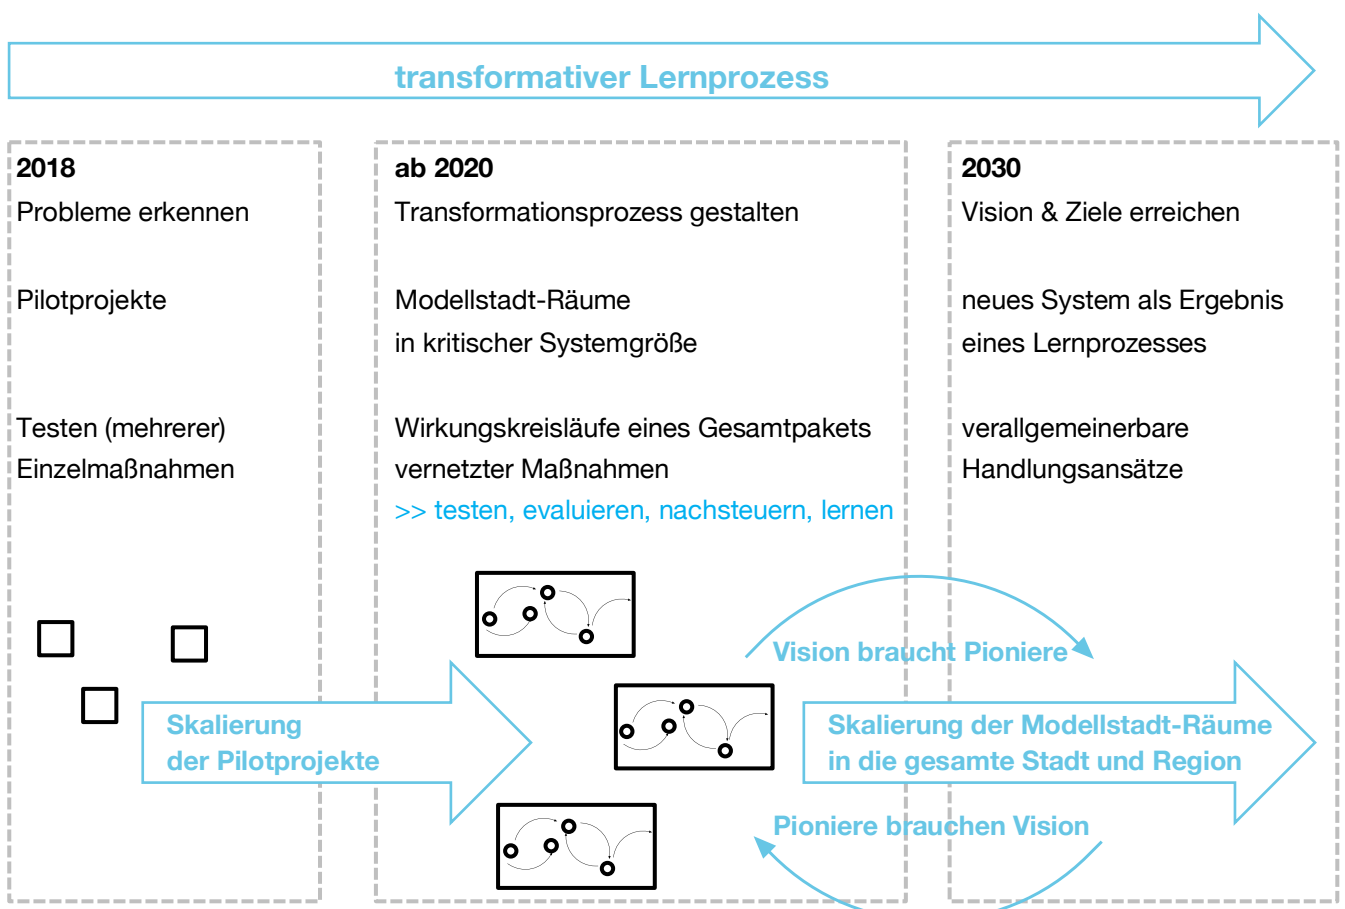 transformativer Lernprozess
2018
Probleme erkennen
Pilotprojekte
Testen (mehrerer)
Einzelmaßnahmen
ab 2020
Transformationsprozess gestalten
Modellstadt-Räume
in kritischer Systemgröße
Wirkungskreisläufe eines Gesamtpakets
vernetzter Maßnahmen
>> testen, evaluieren, nachsteuern, lernen
2030
Vision & Ziele erreichen
neues System als Ergebnis
eines Lernprozesses
verallgemeinerbare
Handlungsansätze
Skalierung
der Pilotprojekte
Vision braucht Pioniere
Skalierung der Modellstadt-Räume
in die gesamte Stadt und Region
Pioniere brauchen Vision